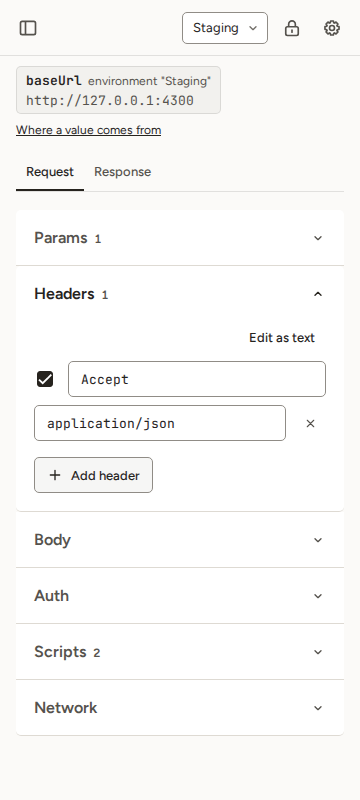 Staging
baseUrl environment "Staging"
http://127.0.0.1:4300
Where a value comes from
Request Response
Params 1
Headers 1
Edit as text
Accept
application/json
Add header
Body
Auth
Scripts 2
Network